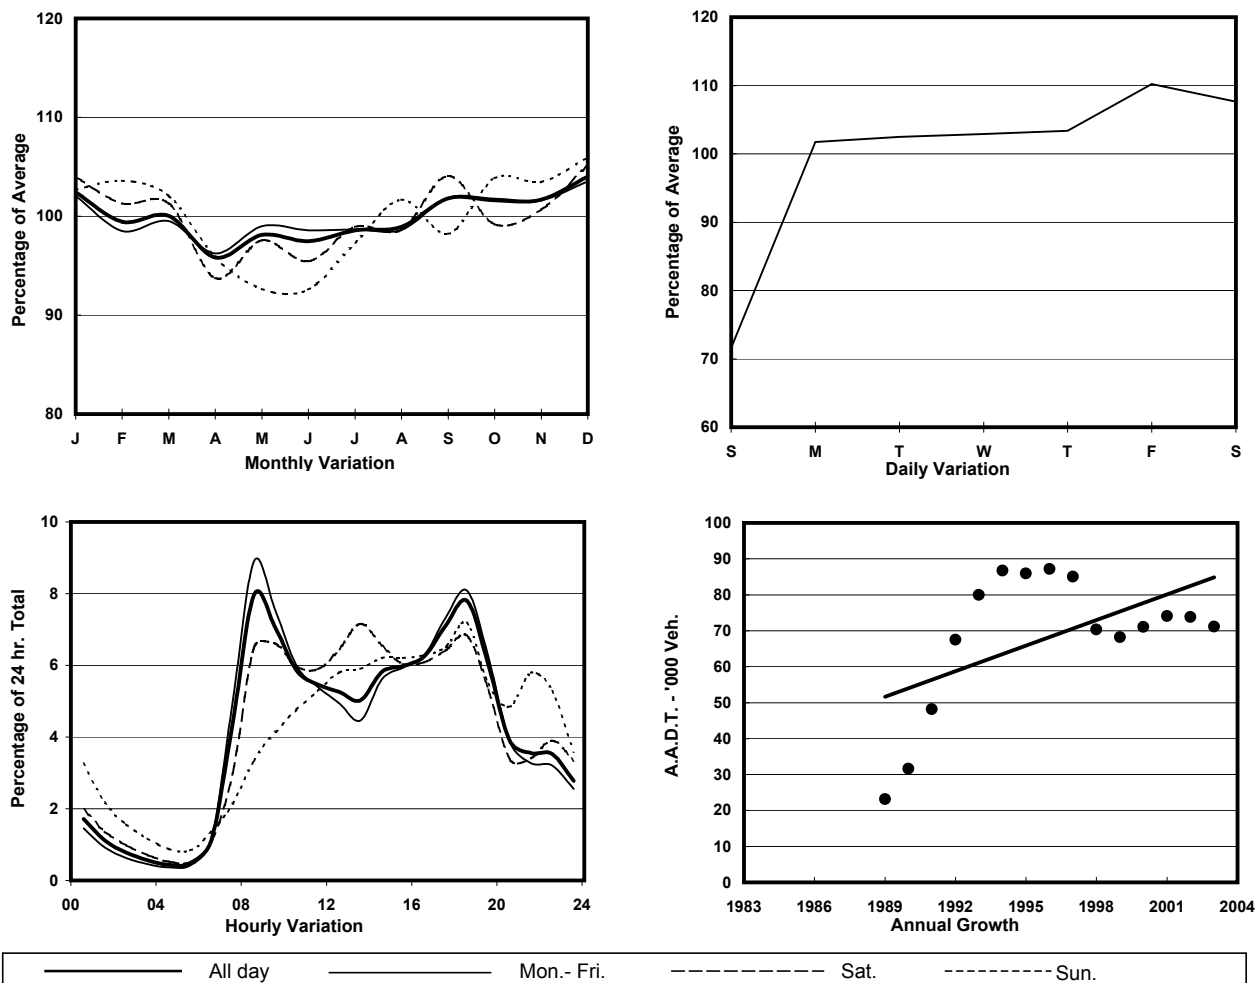 Percentage of Average
120
110
100
90
80
J F M A M J J A S O N D
Monthly Variation
Percentage of Average
120
110
100
90
80
70
60
S M T W T F S
Daily Variation
Percentage of 24 hr. Total
10
8
6
4
2
0
00 04 08 12 16 20 24
Hourly Variation
A.A.D.T. - '000 Veh.
100
90
80
70
60
50
40
30
20
10
0
1983 1986 1989 1992 1995 1998 2001 2004
Annual Growth
All day Mon.- Fri. Sat. Sun.